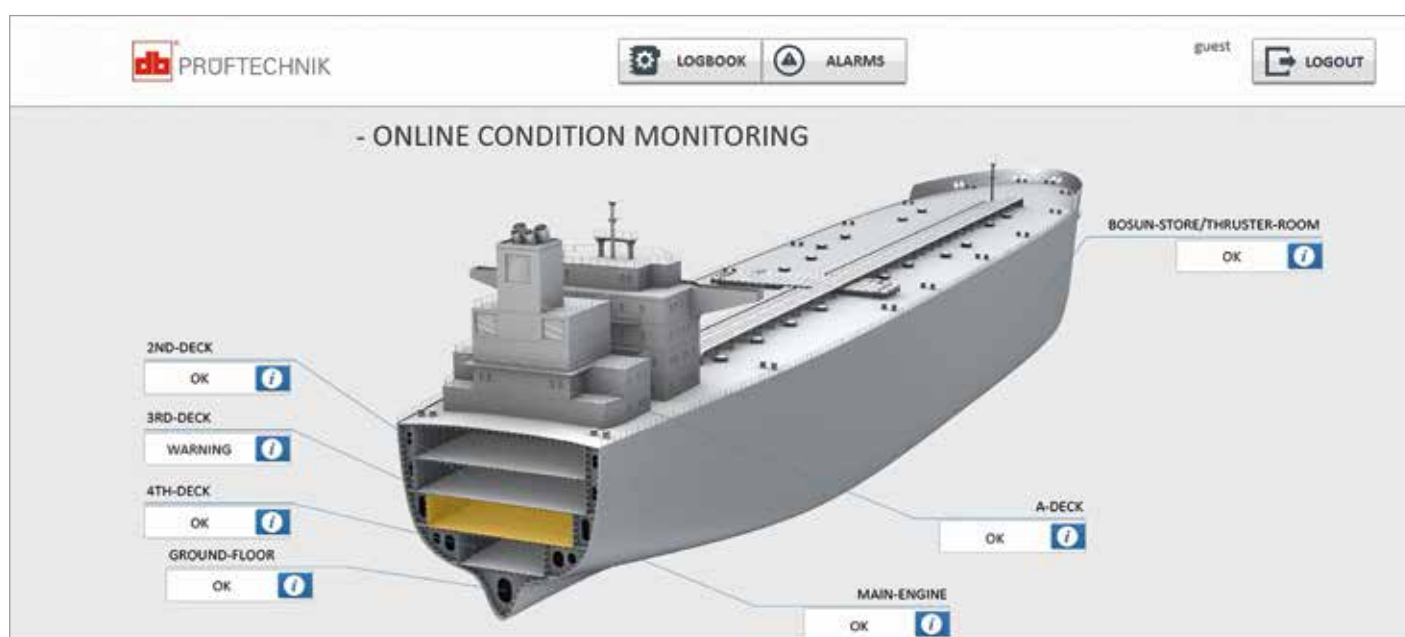 db PRÜFTECHNIK
LOGBOOK
ALARMS
guest
LOGOUT
- ONLINE CONDITION MONITORING
BOSUN-STORE/THRUSTER-ROOM
OK i
2ND-DECK
OK i
3RD-DECK
WARNING i
4TH-DECK
OK i
GROUND-FLOOR
OK i
A-DECK
OK i
MAIN-ENGINE
OK i